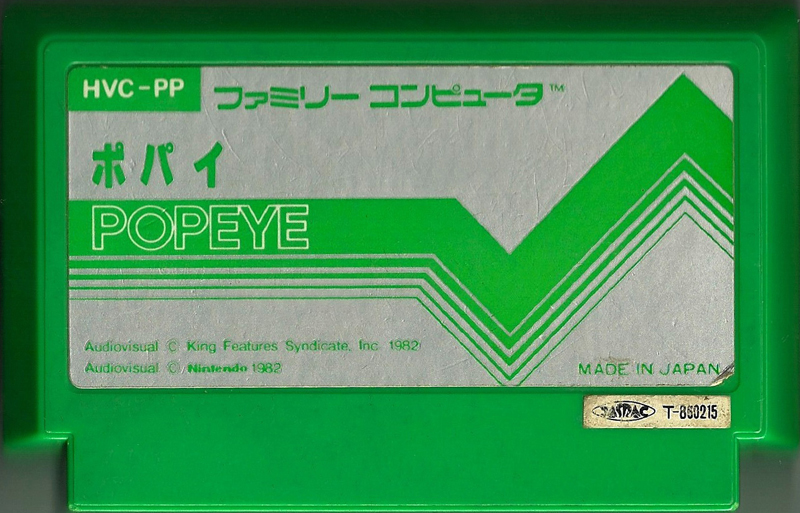 HVC-PP
ファミリー コンピュータ™
ポパイ
POPEYE
Audiovisual © King Features Syndicate, Inc. 1982
Audiovisual © Nintendo 1982
MADE IN JAPAN
JASRAC T-860215